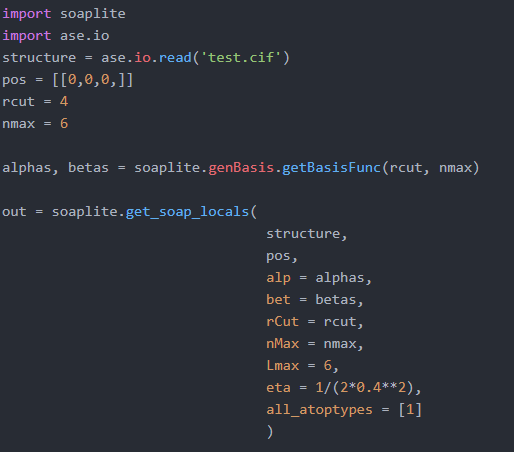 import soaplite
import ase.io
structure = ase.io.read('test.cif')
pos = [[0,0,0,]]
rcut = 4
nmax = 6
alphas, betas = soaplite.genBasis.getBasisFunc(rcut, nmax)
out = soaplite.get_soap_locals(
structure,
pos,
alp = alphas,
bet = betas,
rCut = rcut,
nMax = nmax,
Lmax = 6,
eta = 1/(2*0.4**2),
all_atoptypes = [1]
)